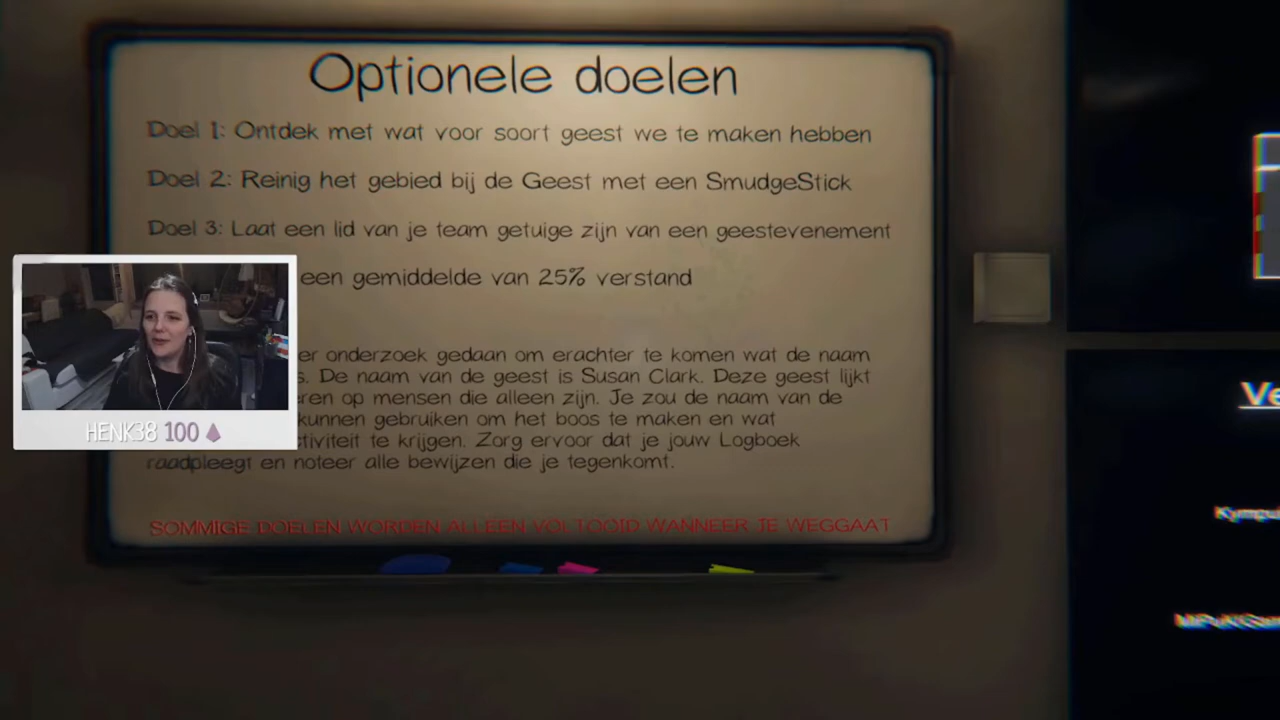 Optionele doelen
Doel 1: Ontdek met wat voor soort geest we te maken hebben
Doel 2: Reinig het gebied bij de Geest met een SmudgeStick
Doel 3: Laat een lid van je team getuige zijn van een geestevenement
een gemiddelde van 25% verstand
er onderzoek gedaan om erachter te komen wat de naam
De naam van de geest is Susan Clark. Deze geest lijkt
op mensen die alleen zijn. Je zou de naam van de
kunnen gebruiken om het boos te maken en wat
te krijgen. Zorg ervoor dat je jouw Logboek
raadpleegt en noteer alle bewijzen die je tegenkomt.
SOMMIGE DOELEN WORDEN ALLEEN VOLTOOID WANNEER JE WEGGAAT
HENK38 100